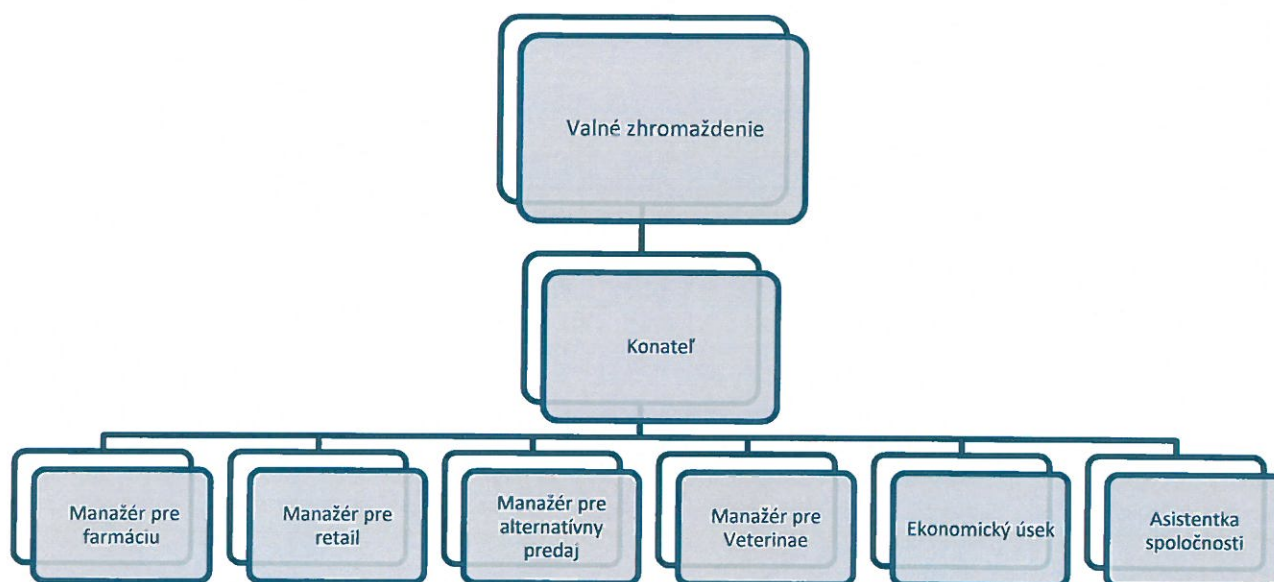 Valné zhromaždenie
Konateľ
Manažér pre
farmáciu
Manažér pre
retail
Manažér pre
alternatívny
predaj
Manažér pre
Veterinae
Ekonomický úsek
Asistentka
spoločnosti